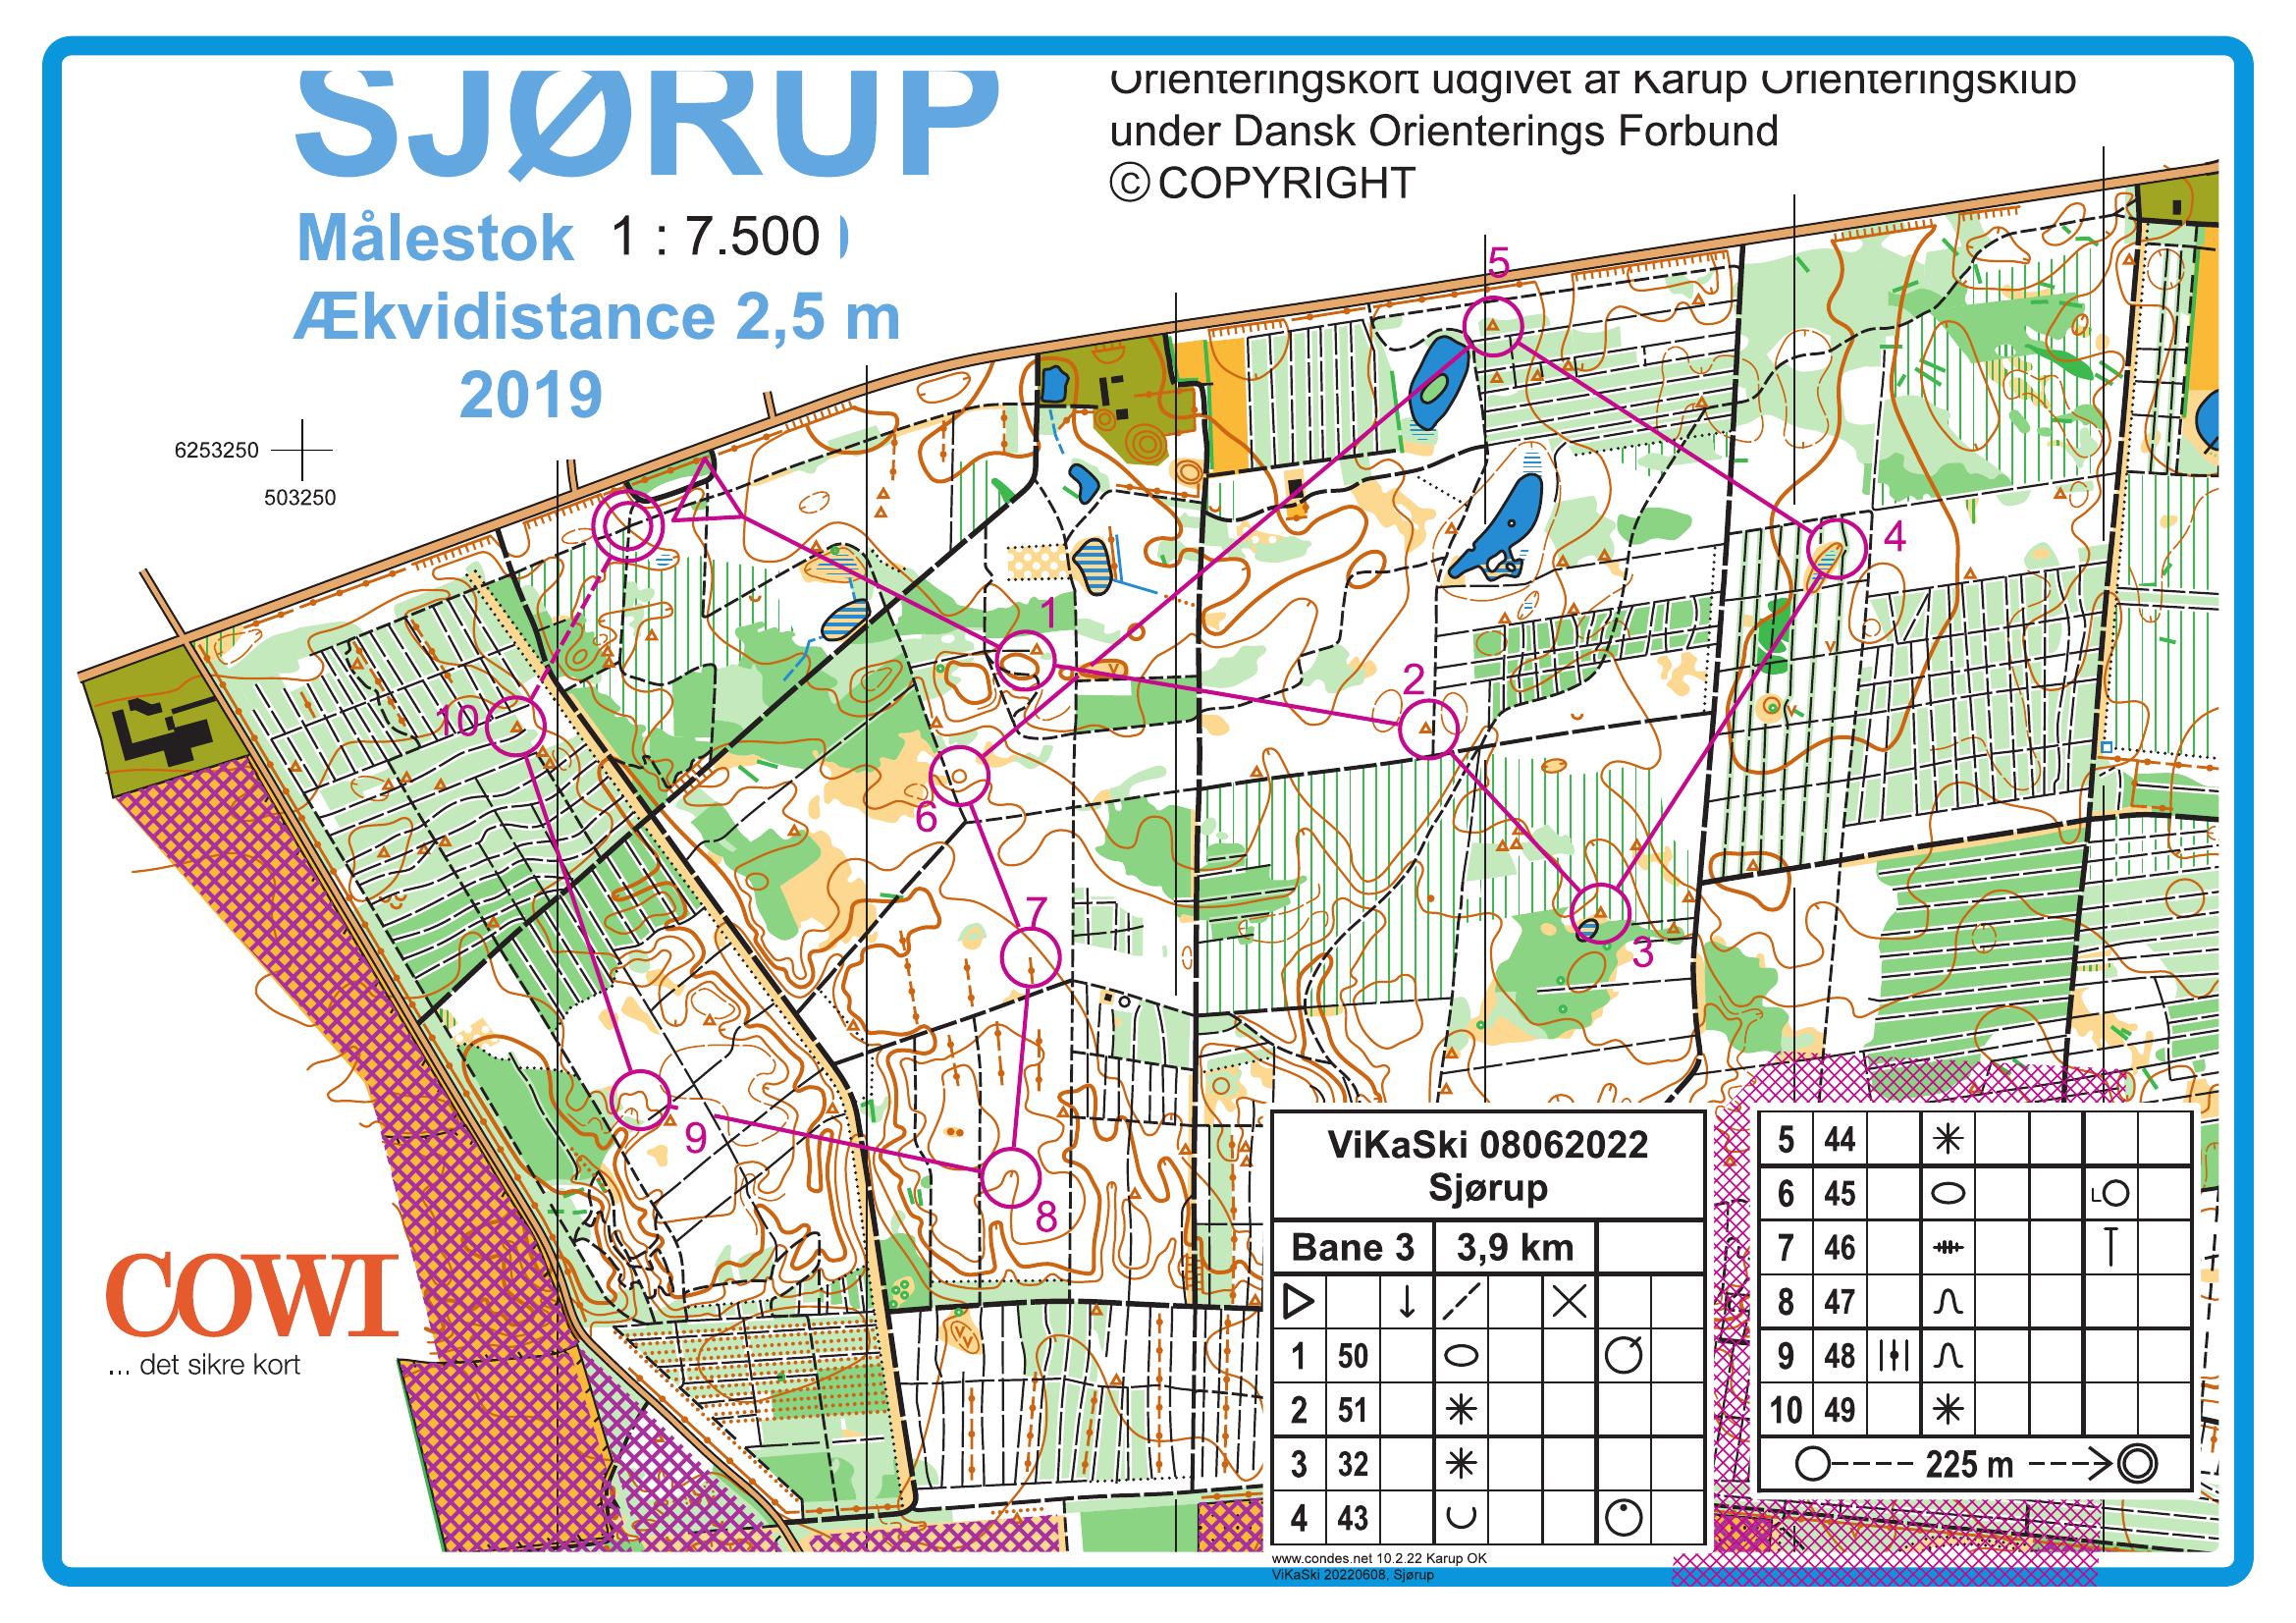 SJØRUP
Målestok 1 : 7.500
Ækvidistance 2,5 m
2019
Orienteringskort udgivet af Karup Orienteringsklub
under Dansk Orienterings Forbund
© COPYRIGHT
6253250
503250
5
4
1
2
10
6
7
3
9
8
COWI
... det sikre kort
ViKaSki 08062022
Sjørup
Bane 3 3,9 km
1 50
2 51
3 32
4 43
5 44
6 45 L
7 46
8 47
9 48
10 49
225 m
www.condes.net 10.2.22 Karup OK
ViKaSki 20220608, Sjørup